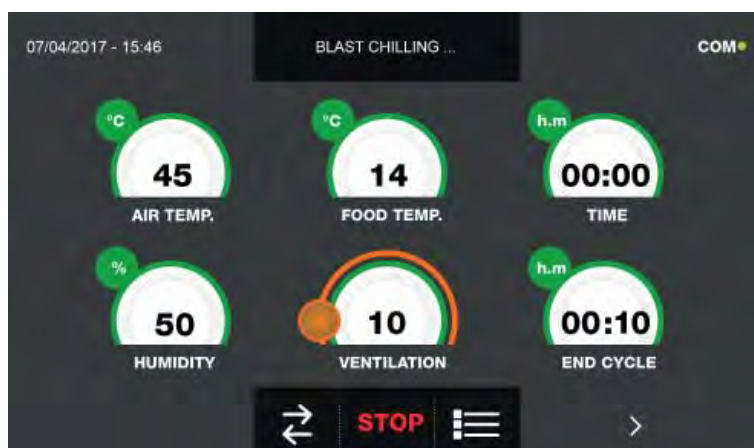 07/04/2017 - 15:46
BLAST CHILLING ...
COM
°C
45
AIR TEMP.
°C
14
FOOD TEMP.
h.m
00:00
TIME
%
50
HUMIDITY
10
VENTILATION
h.m
00:10
END CYCLE
STOP